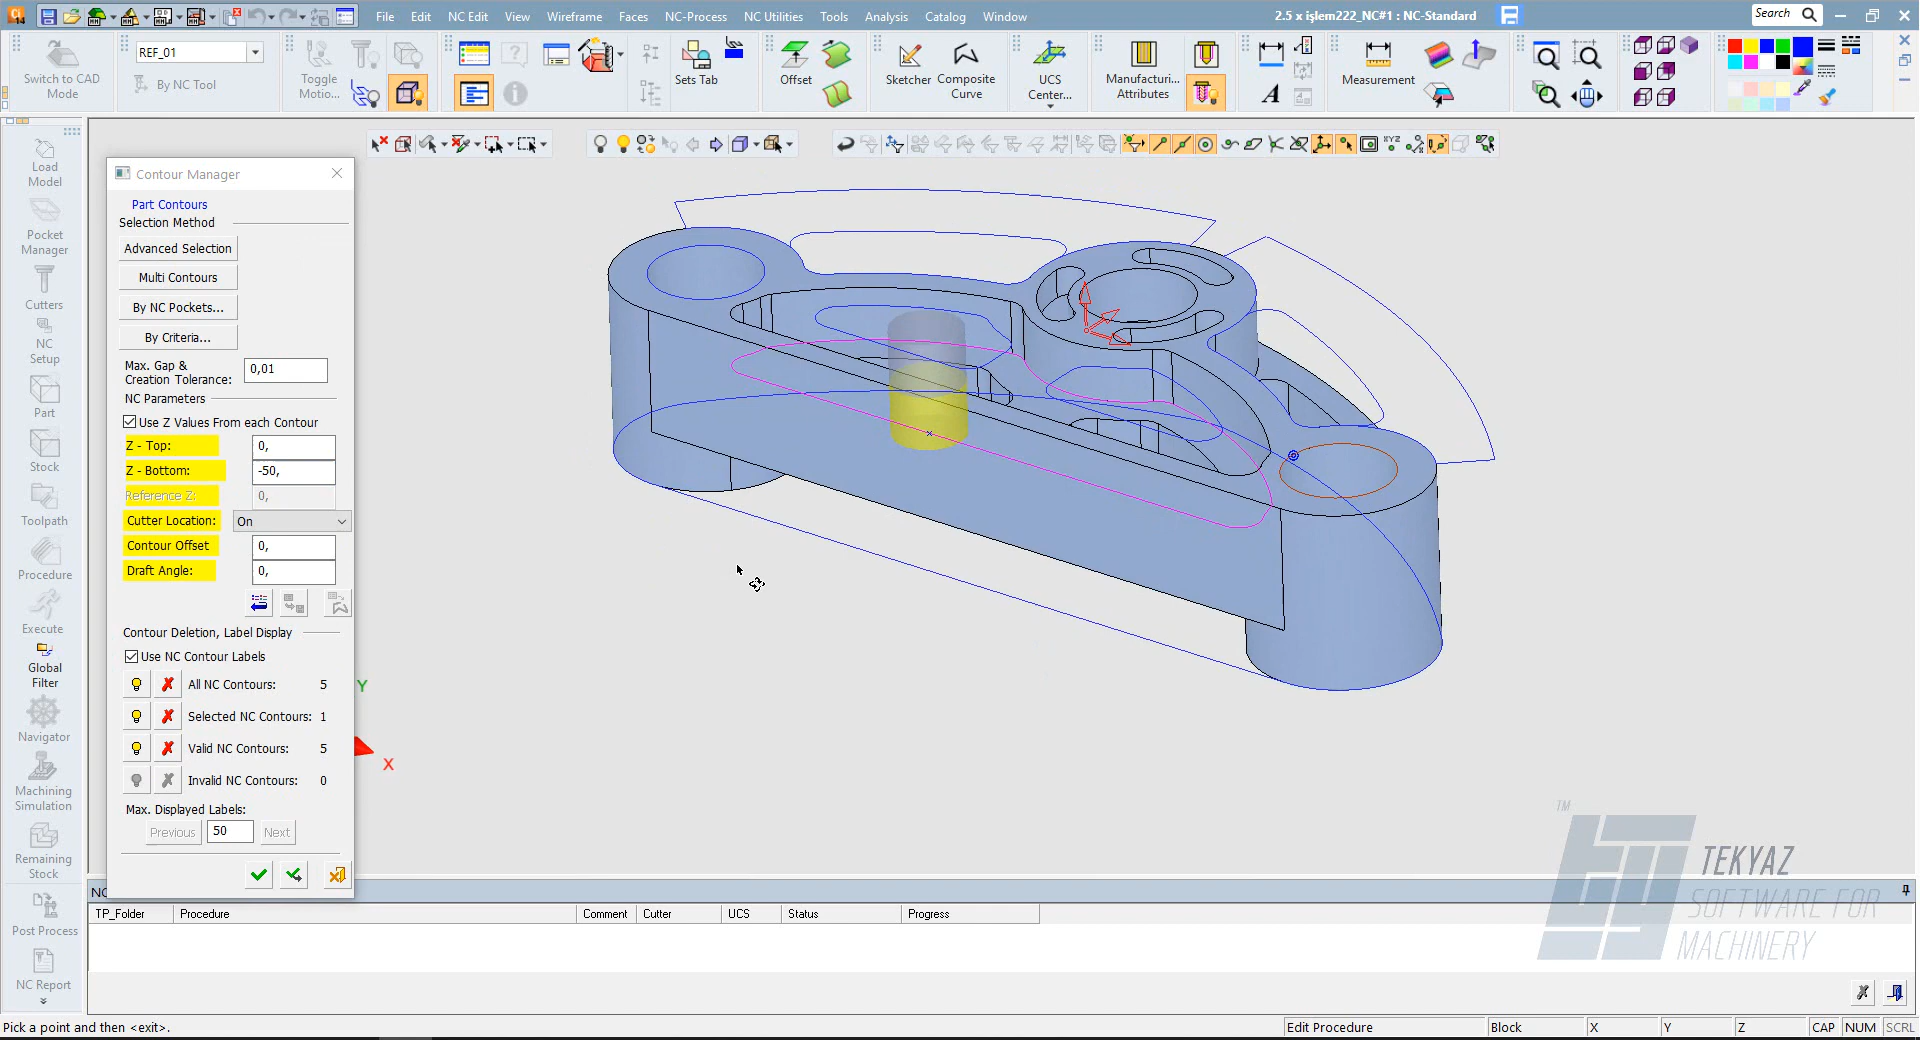 File Edit NC Edit View Wireframe Faces NC-Process NC Utilities Tools Analysis Catalog Window
2.5 x işlem222_NC#1 : NC-Standard
Search
Switch to CAD Mode
REF_01
By NC Tool
Toggle Motio...
Sets Tab
Offset
Sketcher
Composite Curve
UCS Center...
Manufacturi... Attributes
Measurement
Load Model
Pocket Manager
Cutters
NC Setup
Part
Stock
Toolpath
Procedure
Execute
Global Filter
Navigator
Machining Simulation
Remaining Stock
Post Process
NC Report
Contour Manager
Part Contours
Selection Method
Advanced Selection
Multi Contours
By NC Pockets...
By Criteria...
Max. Gap &
Creation Tolerance: 0,01
NC Parameters
Use Z Values From each Contour
Z - Top: 0,
Z - Bottom: -50,
Reference Z: 0,
Cutter Location: On
Contour Offset 0,
Draft Angle: 0,
Contour Deletion, Label Display
Use NC Contour Labels
All NC Contours: 5
Selected NC Contours: 1
Valid NC Contours: 5
Invalid NC Contours: 0
Max. Displayed Labels:
Previous 50 Next
Y
X
NC
TP_Folder Procedure Comment Cutter UCS Status Progress
TM
TEKYAZ
SOFTWARE FOR
MACHINERY
Pick a point and then <exit>.
Edit Procedure Block X Y Z CAP NUM SCRL